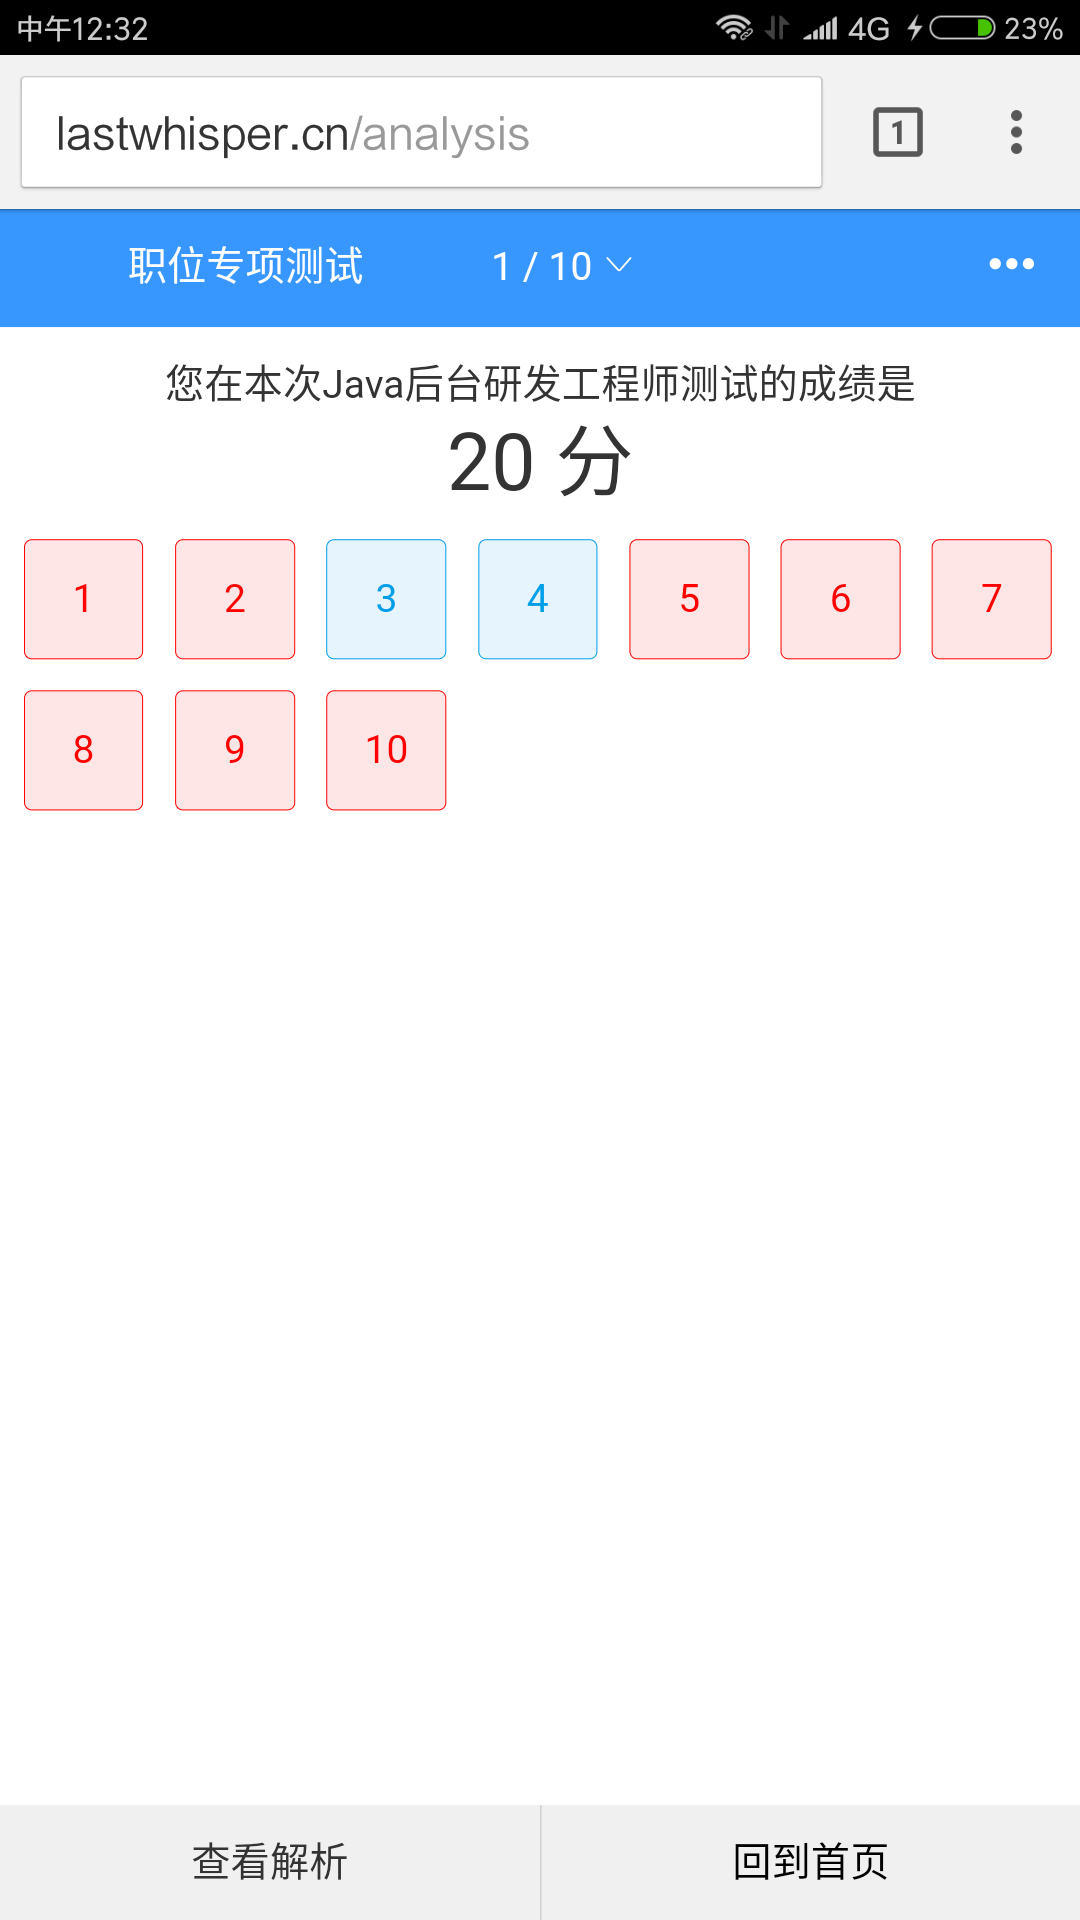 中午12:32 4G 23%
lastwhisper.cn/analysis 1
职位专项测试 1 / 10
您在本次Java后台研发工程师测试的成绩是
20 分
1 2 3 4 5 6 7
8 9 10
查看解析 回到首页